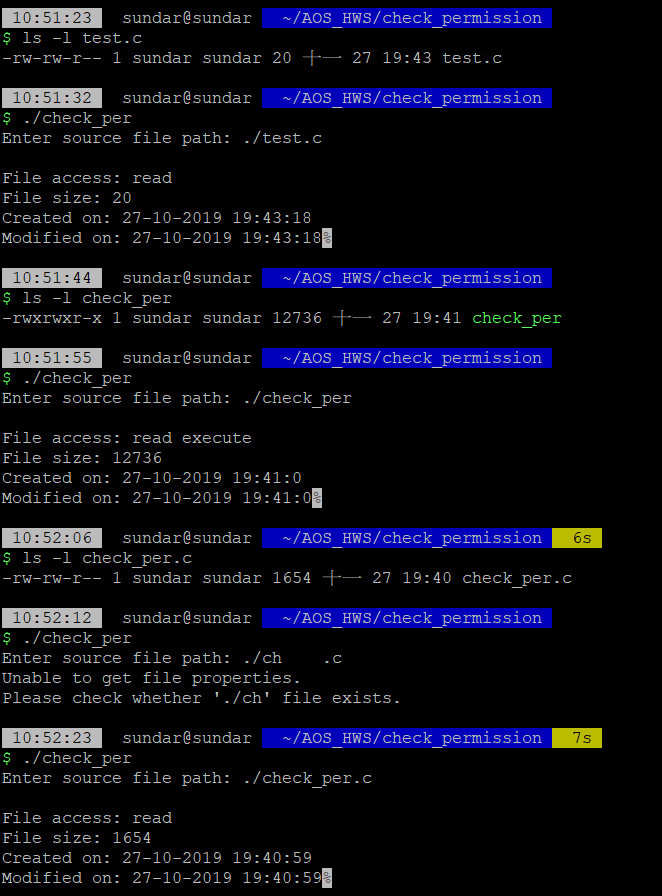 10:51:23 sundar@sundar ~/AOS_HWS/check_permission
$ ls -l test.c
-rw-rw-r-- 1 sundar sundar 20 十一 27 19:43 test.c
10:51:32 sundar@sundar ~/AOS_HWS/check_permission
$ ./check_per
Enter source file path: ./test.c
File access: read
File size: 20
Created on: 27-10-2019 19:43:18
Modified on: 27-10-2019 19:43:18%
10:51:44 sundar@sundar ~/AOS_HWS/check_permission
$ ls -l check_per
-rwxrwxr-x 1 sundar sundar 12736 十一 27 19:41 check_per
10:51:55 sundar@sundar ~/AOS_HWS/check_permission
$ ./check_per
Enter source file path: ./check_per
File access: read execute
File size: 12736
Created on: 27-10-2019 19:41:0
Modified on: 27-10-2019 19:41:0%
10:52:06 sundar@sundar ~/AOS_HWS/check_permission 6s
$ ls -l check_per.c
-rw-rw-r-- 1 sundar sundar 1654 十一 27 19:40 check_per.c
10:52:12 sundar@sundar ~/AOS_HWS/check_permission
$ ./check_per
Enter source file path: ./ch    .c
Unable to get file properties.
Please check whether './ch' file exists.
10:52:23 sundar@sundar ~/AOS_HWS/check_permission 7s
$ ./check_per
Enter source file path: ./check_per.c
File access: read
File size: 1654
Created on: 27-10-2019 19:40:59
Modified on: 27-10-2019 19:40:59%